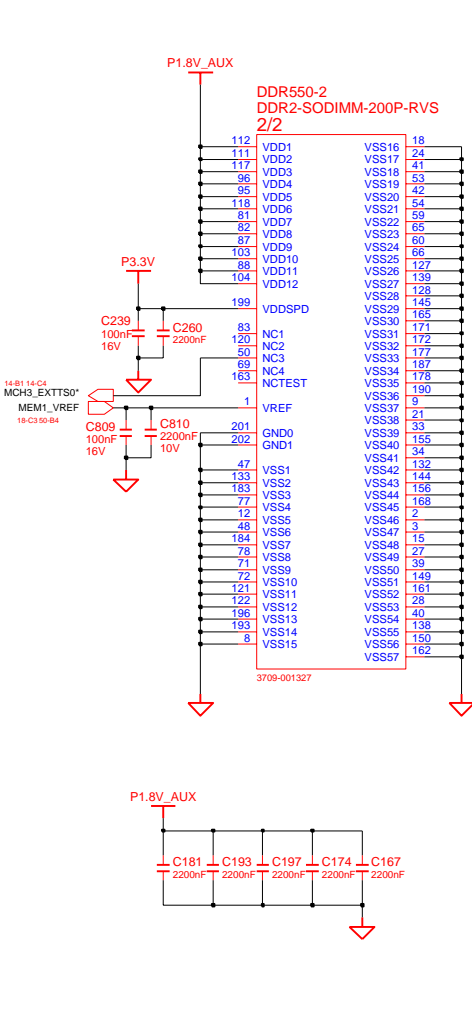 P1.8V_AUX
DDR550-2
DDR2-SODIMM-200P-RVS
2/2
112 VDD1 VSS16 18
111 VDD2 VSS17 24
117 VDD3 VSS18 41
96 VDD4 VSS19 53
95 VDD5 VSS20 42
118 VDD6 VSS21 54
81 VDD7 VSS22 59
82 VDD8 VSS23 65
87 VDD9 VSS24 60
103 VDD10 VSS25 66
88 VDD11 VSS26 127
104 VDD12 VSS27 139
VSS28 128
P3.3V
199 VDDSPD VSS29 145
VSS30 165
C239 100nF 16V
C260 2200nF
83 NC1 VSS31 171
120 NC2 VSS32 172
50 NC3 VSS33 177
69 NC4 VSS34 187
163 NCTEST VSS35 178
VSS36 190
14-B1 14-C4
MCH3_EXTTS0*
MEM1_VREF
18-C3 50-B4
1 VREF VSS37 9
VSS38 21
C809 100nF 16V
C810 2200nF 10V
201 GND0 VSS39 33
202 GND1 VSS40 155
VSS41 34
47 VSS1 VSS42 132
133 VSS2 VSS43 144
183 VSS3 VSS44 156
77 VSS4 VSS45 168
12 VSS5 VSS46 2
48 VSS6 VSS47 3
184 VSS7 VSS48 15
78 VSS8 VSS49 27
71 VSS9 VSS50 39
72 VSS10 VSS51 149
121 VSS11 VSS52 161
122 VSS12 VSS53 28
196 VSS13 VSS54 40
193 VSS14 VSS55 138
8 VSS15 VSS56 150
VSS57 162
3709-001327
P1.8V_AUX
C181 C193 C197 C174 C167
2200nF 2200nF 2200nF 2200nF 2200nF